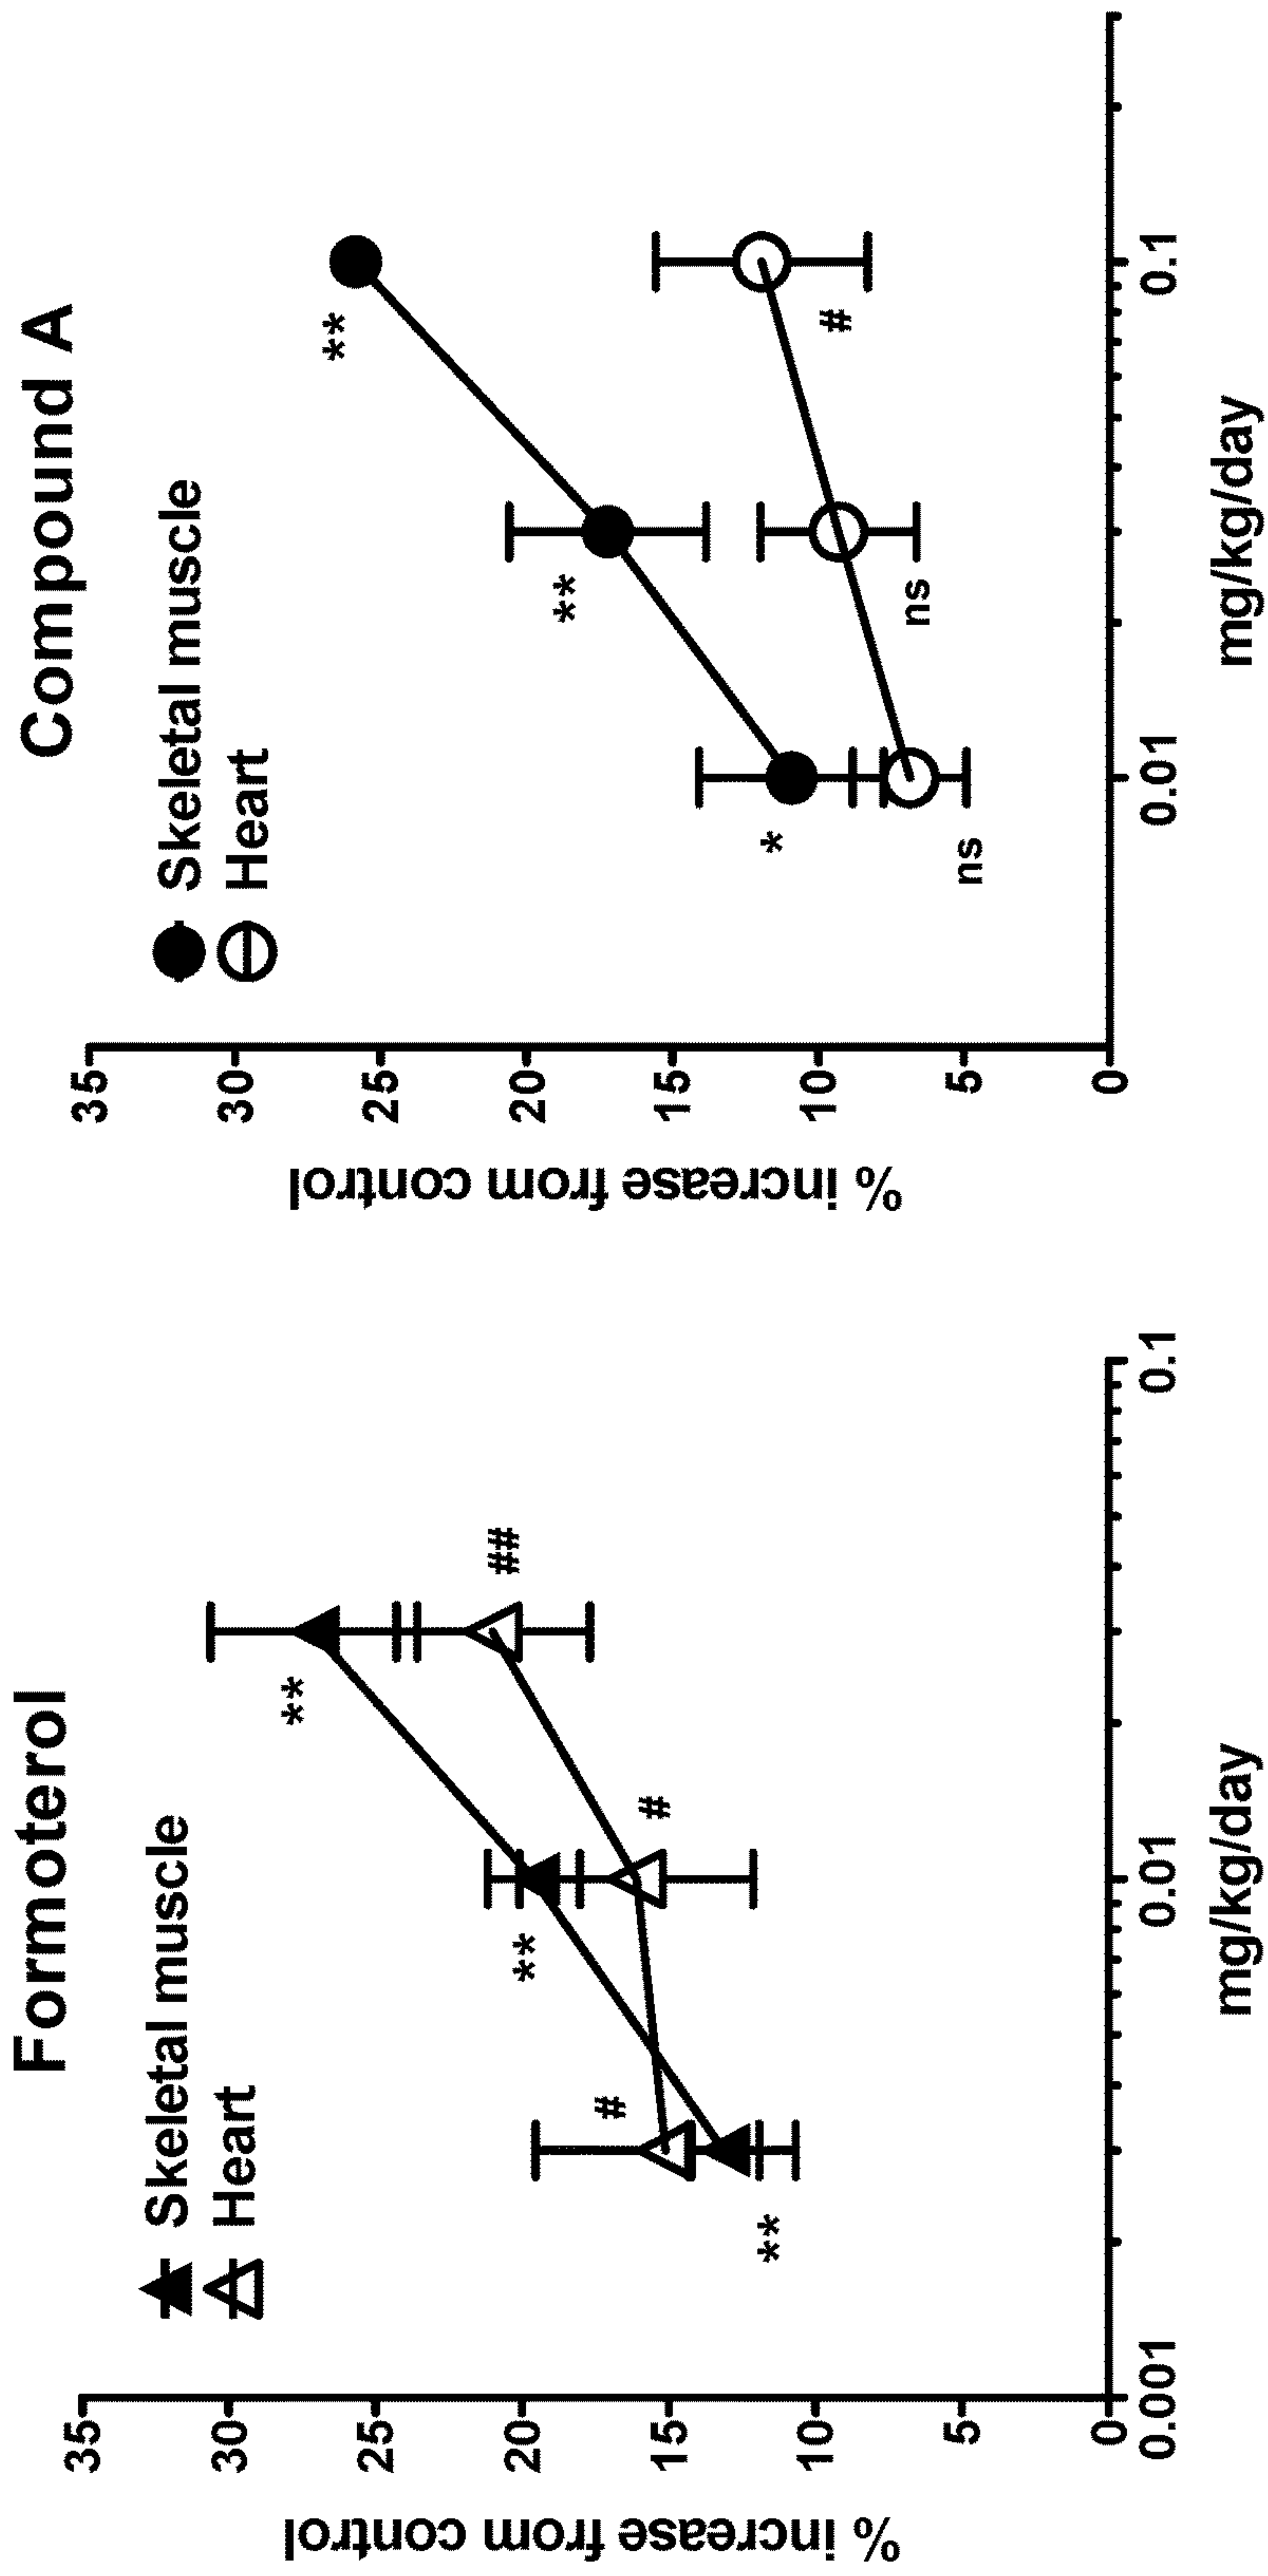 Formoterol
Skeletal muscle
Heart
% increase from control
35
30
25
20
15
10
5
0
**
**
**
#
#
##
0.001
0.01
0.1
mg/kg/day
Compound A
Skeletal muscle
Heart
% increase from control
35
30
25
20
15
10
5
0
*
**
**
ns
ns
#
0.01
0.1
mg/kg/day